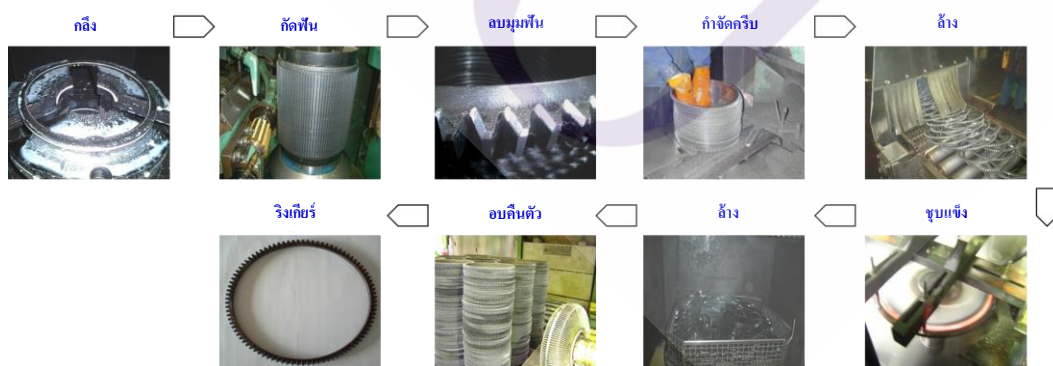 กลึง
กัดฟัน
ลบมุมฟัน
กำจัดครีบ
ล้าง
ชุบแข็ง
ล้าง
อบคืนตัว
ริงเกียร์